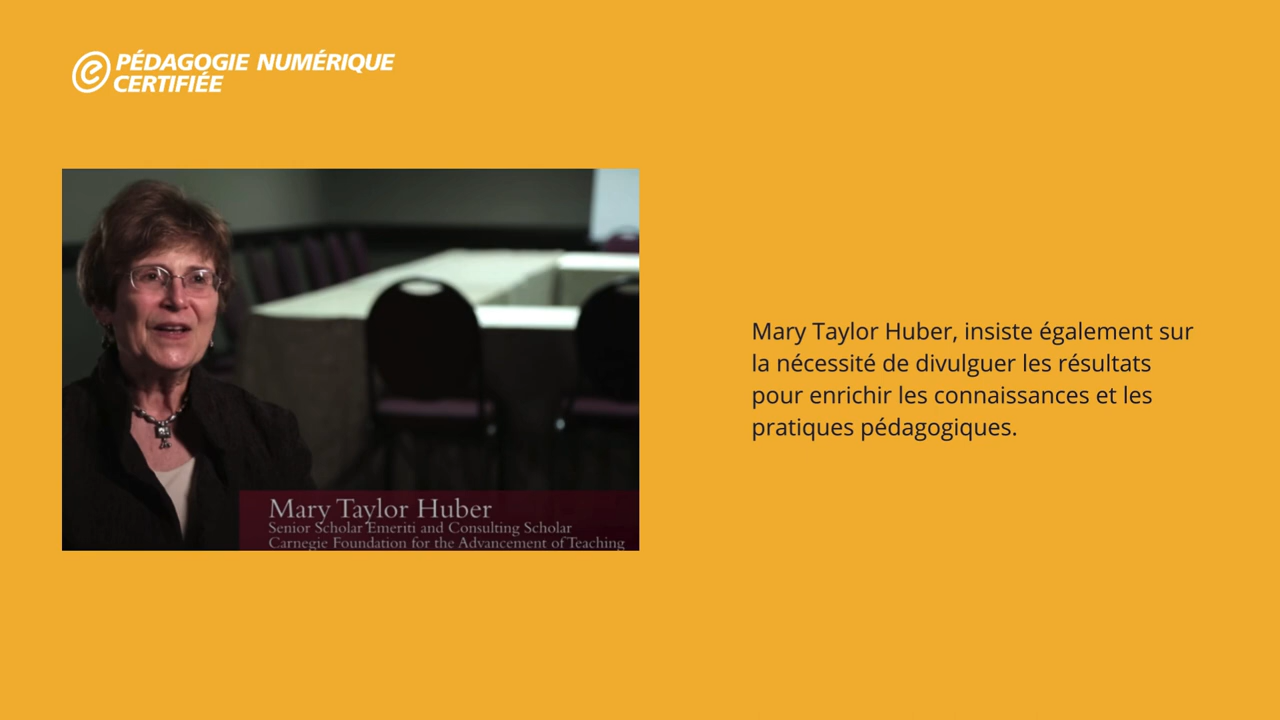 PÉDAGOGIE NUMÉRIQUE
CERTIFIÉE
Mary Taylor Huber
Senior Scholar Emeriti and Consulting Scholar
Carnegie Foundation for the Advancement of Teaching
Mary Taylor Huber, insiste également sur
la nécessité de divulguer les résultats
pour enrichir les connaissances et les
pratiques pédagogiques.